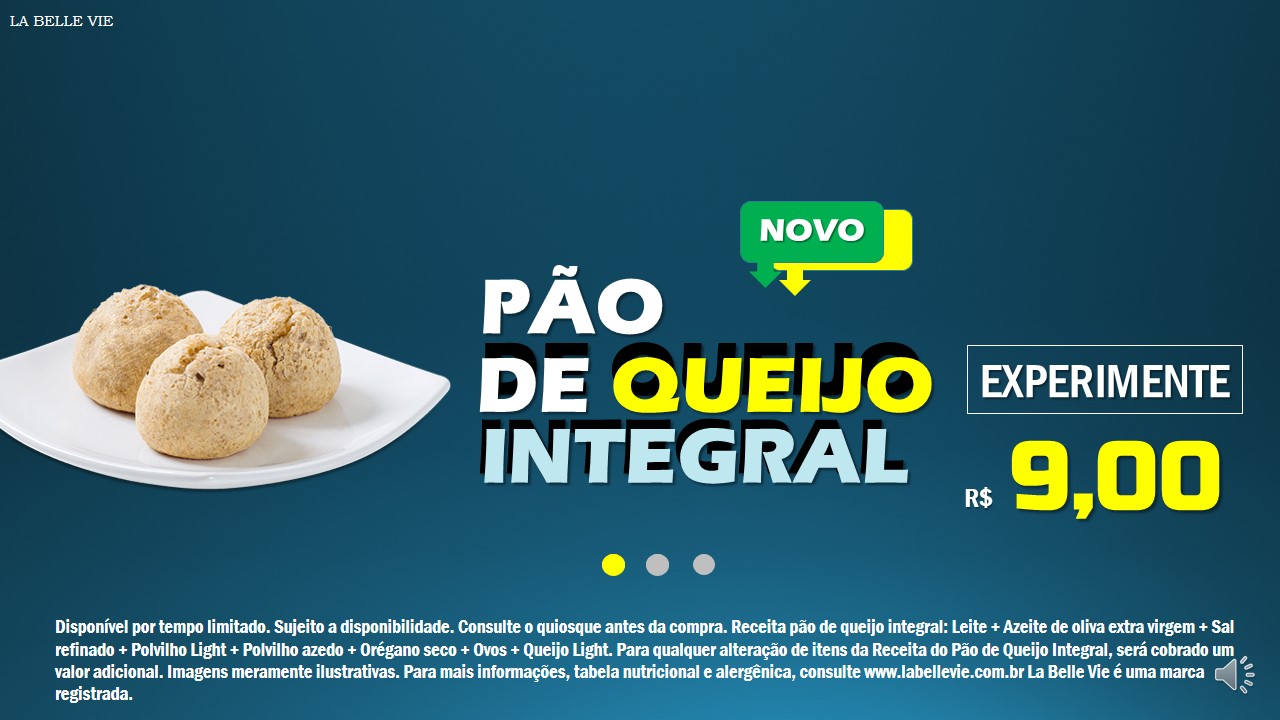 LA BELLE VIE
NOVO
PÃO
DE QUEIJO
INTEGRAL
EXPERIMENTE
R$ 9,00
Disponível por tempo limitado. Sujeito a disponibilidade. Consulte o quiosque antes da compra. Receita pão de queijo integral: Leite + Azeite de oliva extra virgem + Sal
refinado + Polvilho Light + Polvilho azedo + Orégano seco + Ovos + Queijo Light. Para qualquer alteração de itens da Receita do Pão de Queijo Integral, será cobrado um
valor adicional. Imagens meramente ilustrativas. Para mais informações, tabela nutricional e alergênica, consulte www.labellevie.com.br La Belle Vie é uma marca
registrada.